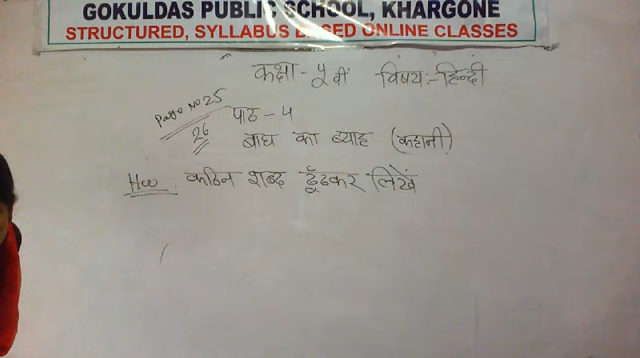 GOKULDAS PUBLIC SCHOOL, KHARGONE
STRUCTURED, SYLLABUS BASED ONLINE CLASSES
कक्षा - ५ वीं विषय:- हिन्दी
Page No 25
26
पाठ - 4
बाघ का ब्याह (कहानी)
Hw कठिन शब्द ढूँढकर लिखें